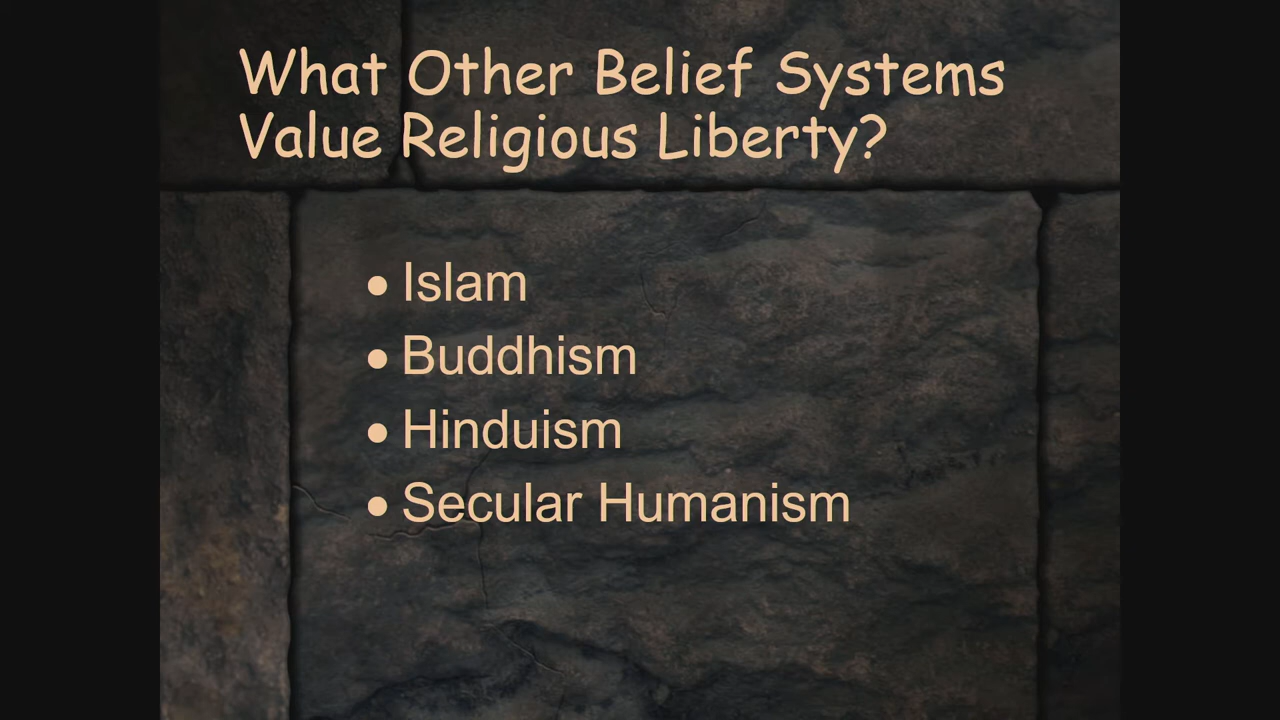 What Other Belief Systems
Value Religious Liberty?
• Islam
• Buddhism
• Hinduism
• Secular Humanism